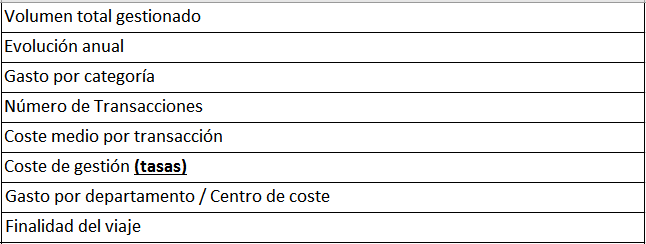 Volumen total gestionado
Evolución anual
Gasto por categoría
Número de Transacciones
Coste medio por transacción
Coste de gestión (tasas)
Gasto por departamento / Centro de coste
Finalidad del viaje